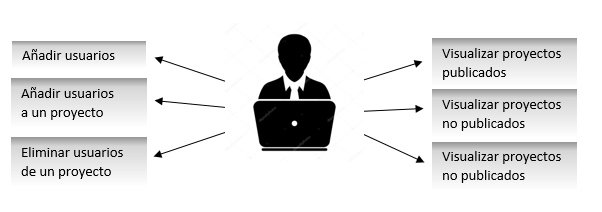 Añadir usuarios
Añadir usuarios
a un proyecto
Eliminar usuarios
de un proyecto
Visualizar proyectos
publicados
Visualizar proyectos
no publicados
Visualizar proyectos
no publicados